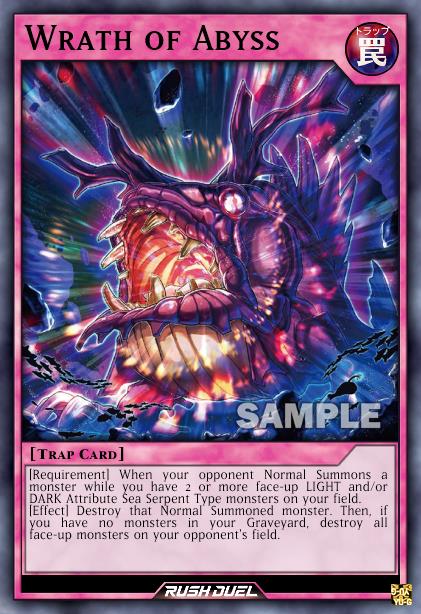 WRATH OF ABYSS
トラップ
罠
SAMPLE
[TRAP CARD]
[Requirement] When your opponent Normal Summons a
monster while you have 2 or more face-up LIGHT and/or
DARK Attribute Sea Serpent Type monsters on your field.
[Effect] Destroy that Normal Summoned monster. Then, if
you have no monsters in your Graveyard, destroy all
face-up monsters on your opponent's field.
RUSH DUEL